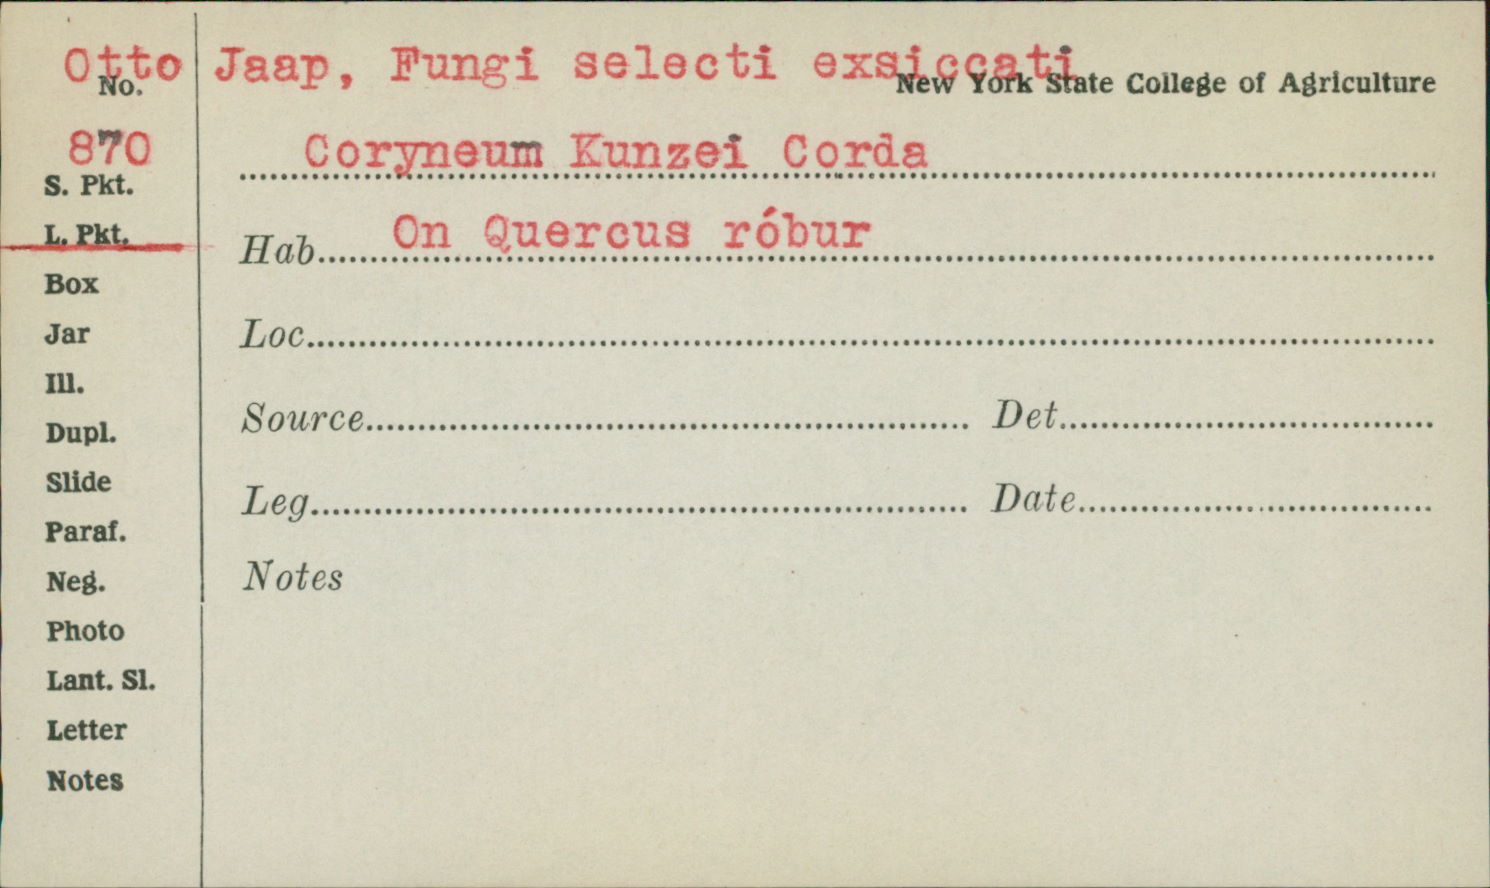 Otto Jaap, Fungi selecti exsiccati
No.
New York State College of Agriculture
870
Coryneum Kunzei Corda
S. Pkt.
L. Pkt.
Hab. On Quercus róbur
Box
Jar
Loc.
Ill.
Dupl.
Source Det.
Slide
Leg. Date
Paraf.
Neg.
Notes
Photo
Lant. Sl.
Letter
Notes